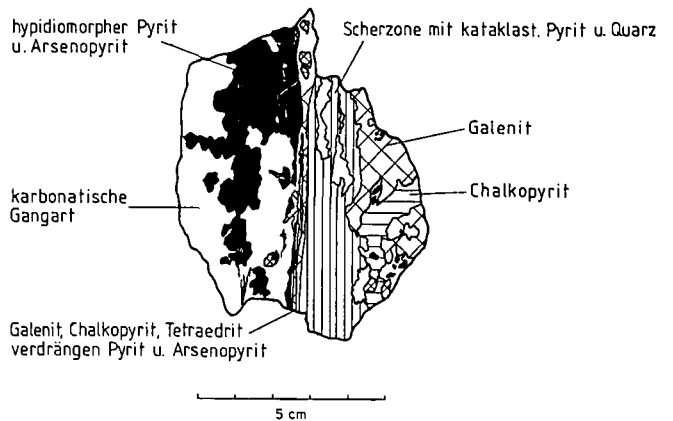 hypidiomorpher Pyrit
u. Arsenopyrit
Scherzone mit kataklast. Pyrit u. Quarz
Galenit
Chalkopyrit
karbonatische
Gangart
Galenit, Chalkopyrit, Tetraedrit
verdrängen Pyrit u. Arsenopyrit
5 cm